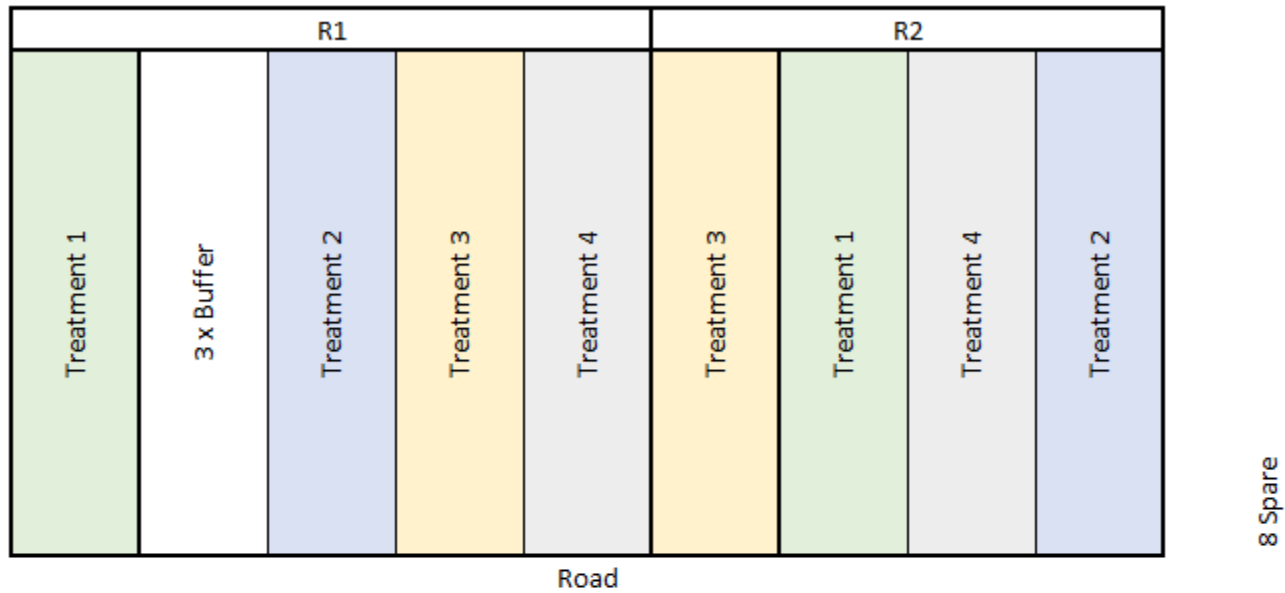 R1
R2
Treatment 1
3 x Buffer
Treatment 2
Treatment 3
Treatment 4
Treatment 3
Treatment 1
Treatment 4
Treatment 2
8 Spare
Road